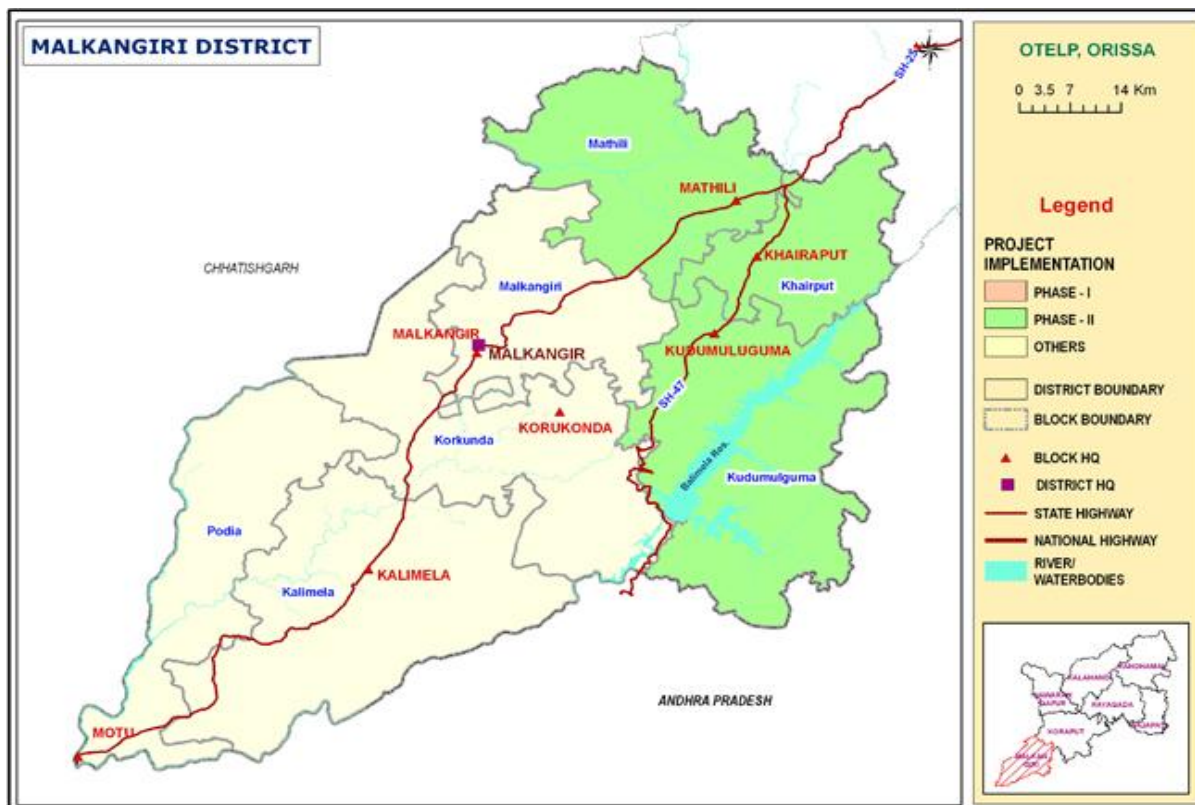 MALKANGIRI DISTRICT
SH-25
Mathili
MATHILI
CHHATISHGARH
KHAIRAPUT
Malkangiri
Khairput
MALKANGIR
MALKANGIR
KUDUMULUGUMA
SH-47
KORUKONDA
Korkunda
Balimela Res.
Kudumulguma
Podia
KALIMELA
Kalimela
ANDHRA PRADESH
MOTU
OTELP, ORISSA
0 3.5 7 14 Km
Legend
PROJECT
IMPLEMENTATION
PHASE - I
PHASE - II
OTHERS
DISTRICT BOUNDARY
BLOCK BOUNDARY
BLOCK HQ
DISTRICT HQ
STATE HIGHWAY
NATIONAL HIGHWAY
RIVER/
WATERBODIES
RAYAGADA
KORAPUT